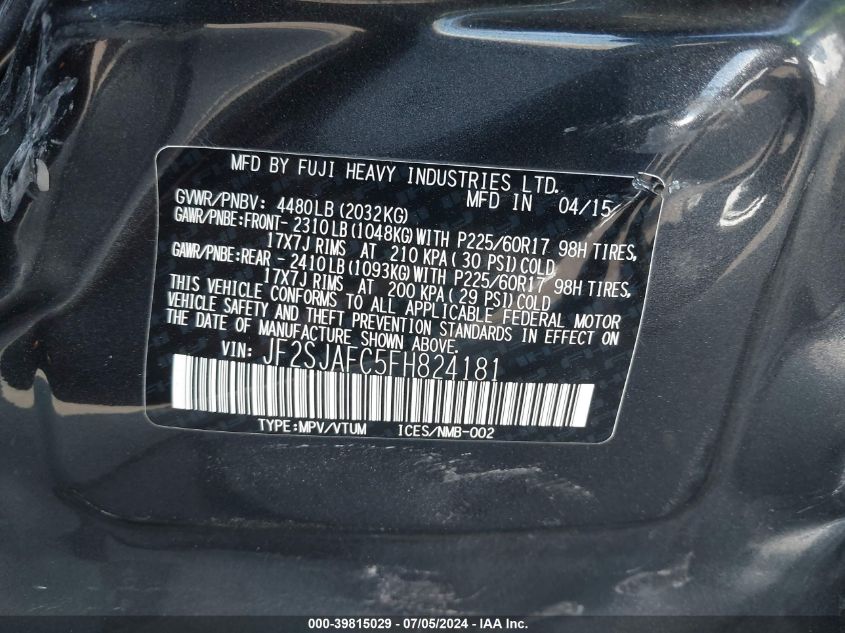 MFD BY FUJI HEAVY INDUSTRIES LTD.
MFD IN 04/15
GVWR/PNBV: 4480LB(2032KG)
GAWR/PNBE:FRONT- 2310LB(1048KG)WITH P225/60R17 98H TIRES,
17X7J RIMS AT 210 KPA(30 PSI)COLD
GAWR/PNBE:REAR - 2410LB(1093KG)WITH P225/60R17 98H TIRES,
17X7J RIMS AT 200 KPA(29 PSI)COLD
THIS VEHICLE CONFORMS TO ALL APPLICABLE FEDERAL MOTOR
VEHICLE SAFETY AND THEFT PREVENTION STANDARDS IN EFFECT ON
THE DATE OF MANUFACTURE SHOWN ABOVE.
VIN: JF2SJAFC5FH824181
TYPE:MPV/VTUM ICES/NMB-002
000-39815029 - 07/05/2024 - IAA Inc.